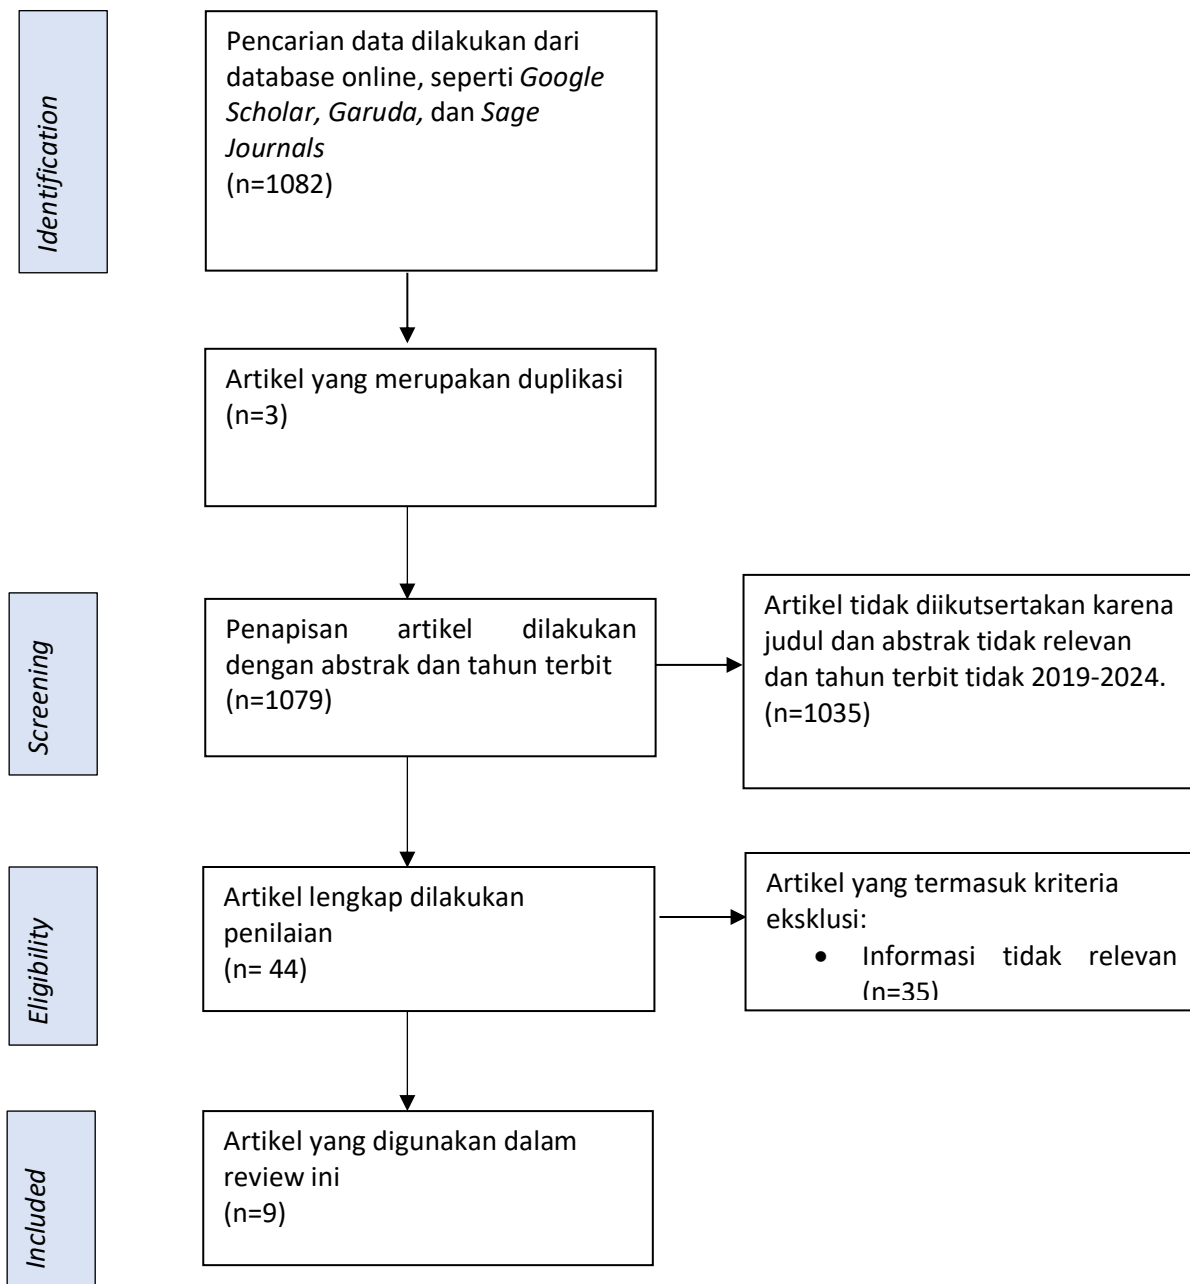 Identification
Pencarian data dilakukan dari
database online, seperti Google
Scholar, Garuda, dan Sage
Journals
(n=1082)
Artikel yang merupakan duplikasi
(n=3)
Screening
Penapisan artikel dilakukan
dengan abstrak dan tahun terbit
(n=1079)
Artikel tidak diikutsertakan karena
judul dan abstrak tidak relevan
dan tahun terbit tidak 2019-2024.
(n=1035)
Eligibility
Artikel lengkap dilakukan
penilaian
(n= 44)
Artikel yang termasuk kriteria
eksklusi:
• Informasi tidak relevan
(n=35)
Included
Artikel yang digunakan dalam
review ini
(n=9)